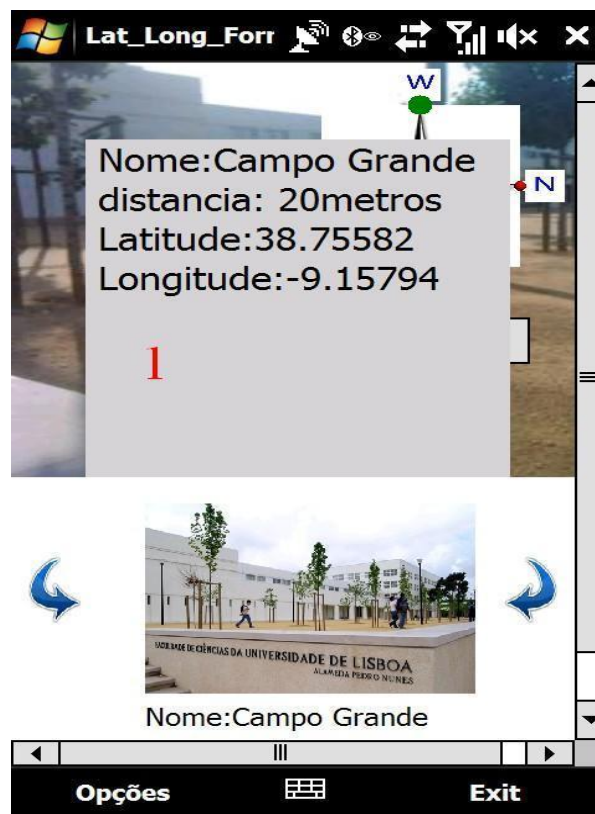 Lat_Long_Forr
W
N
Nome:Campo Grande
distancia: 20metros
Latitude:38.75582
Longitude:-9.15794
1
FACULDADE DE CIÊNCIAS DA UNIVERSIDADE DE LISBOA
ALAMEDA PEDRO NUNES
Nome:Campo Grande
Opções
Exit